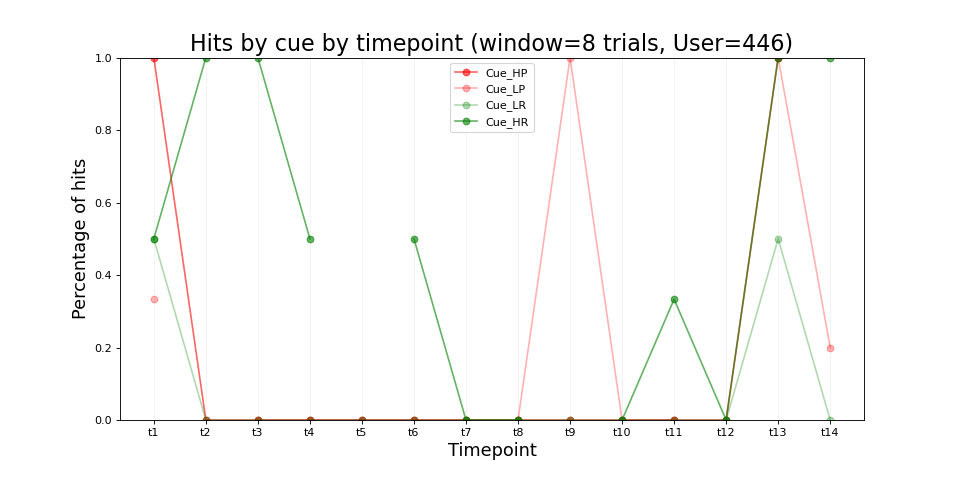 Hits by cue by timepoint (window=8 trials, User=446)
1.0
0.8
0.6
0.4
0.2
0.0
Percentage of hits
Cue_HP
Cue_LP
Cue_LR
Cue_HR
t1 t2 t3 t4 t5 t6 t7 t8 t9 t10 t11 t12 t13 t14
Timepoint